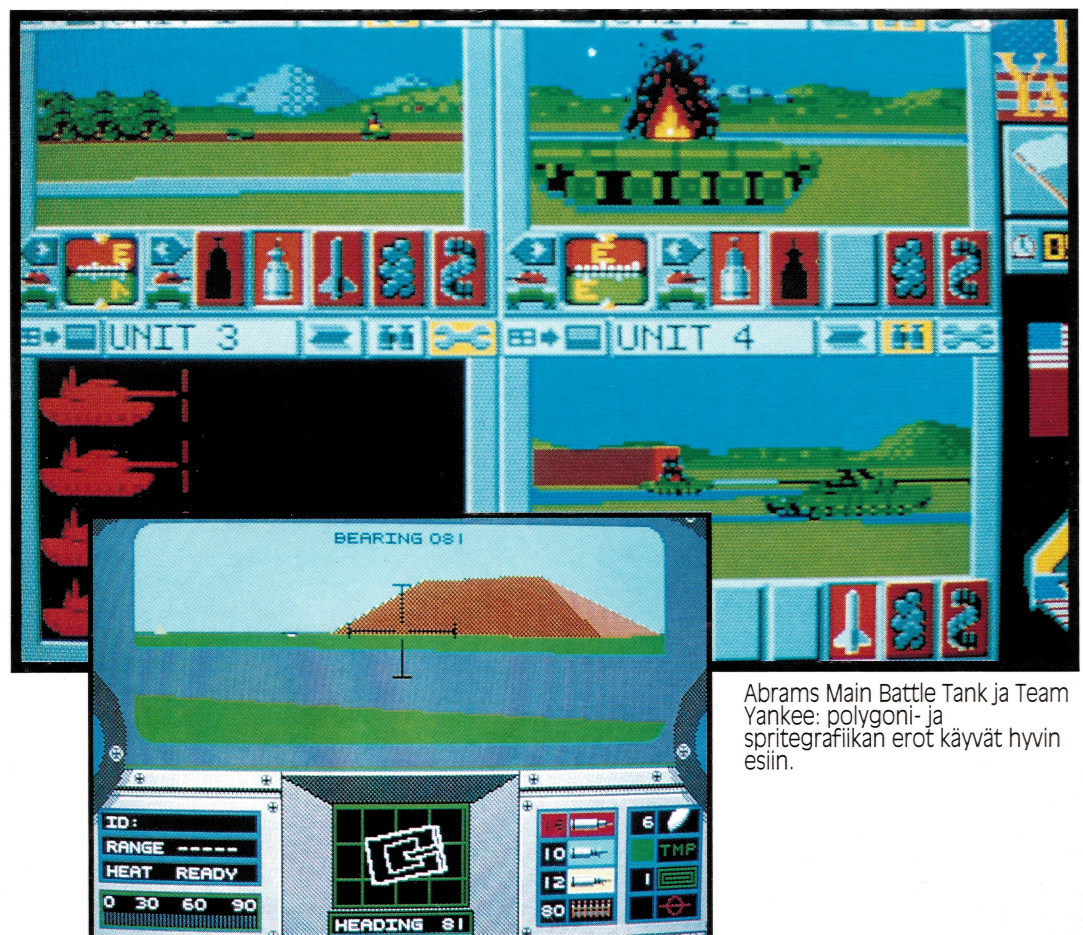 UNIT 3
UNIT 4
E
N
E
E
YA
BEARING 081
ID:
RANGE -----
HEAT READY
0 30 60 90
HEADING 81
10
12
80
6
TMP
1
Abrams Main Battle Tank ja Team
Yankee: polygoni- ja
spritegrafiikan erot käyvät hyvin
esiin.